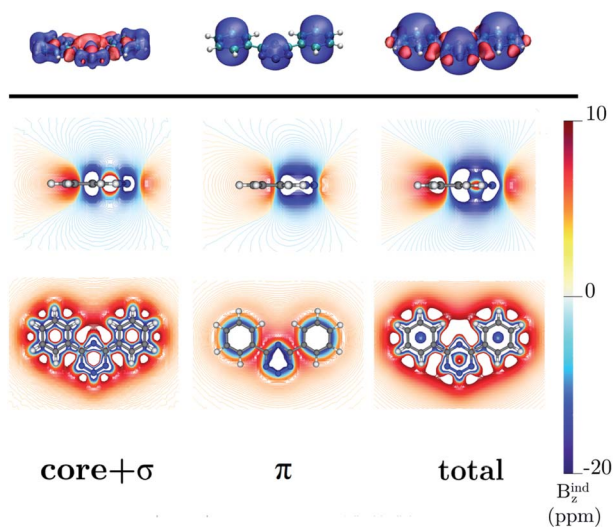 10
0
-20
B_z^ind
(ppm)
core+σ π total